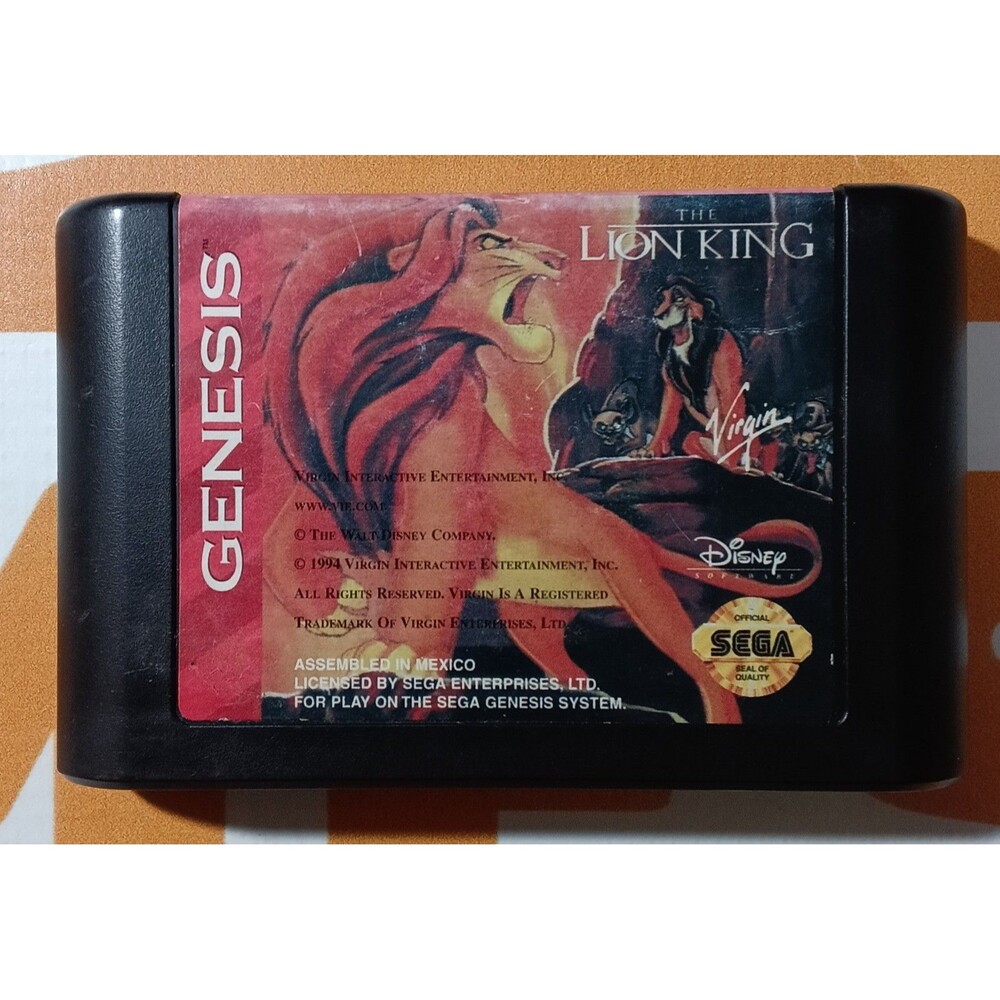 GENESIS™
THE
LION KING
Virgin
VIRGIN INTERACTIVE ENTERTAINMENT, INC.
WWW.VIE.COM
© THE WALT DISNEY COMPANY.
© 1994 VIRGIN INTERACTIVE ENTERTAINMENT, INC.
ALL RIGHTS RESERVED. VIRGIN IS A REGISTERED
TRADEMARK OF VIRGIN ENTERPRISES, LTD
DISNEY
SOFTWARE
OFFICIAL
SEGA
SEAL OF
QUALITY
ASSEMBLED IN MEXICO
LICENSED BY SEGA ENTERPRISES, LTD.
FOR PLAY ON THE SEGA GENESIS SYSTEM.